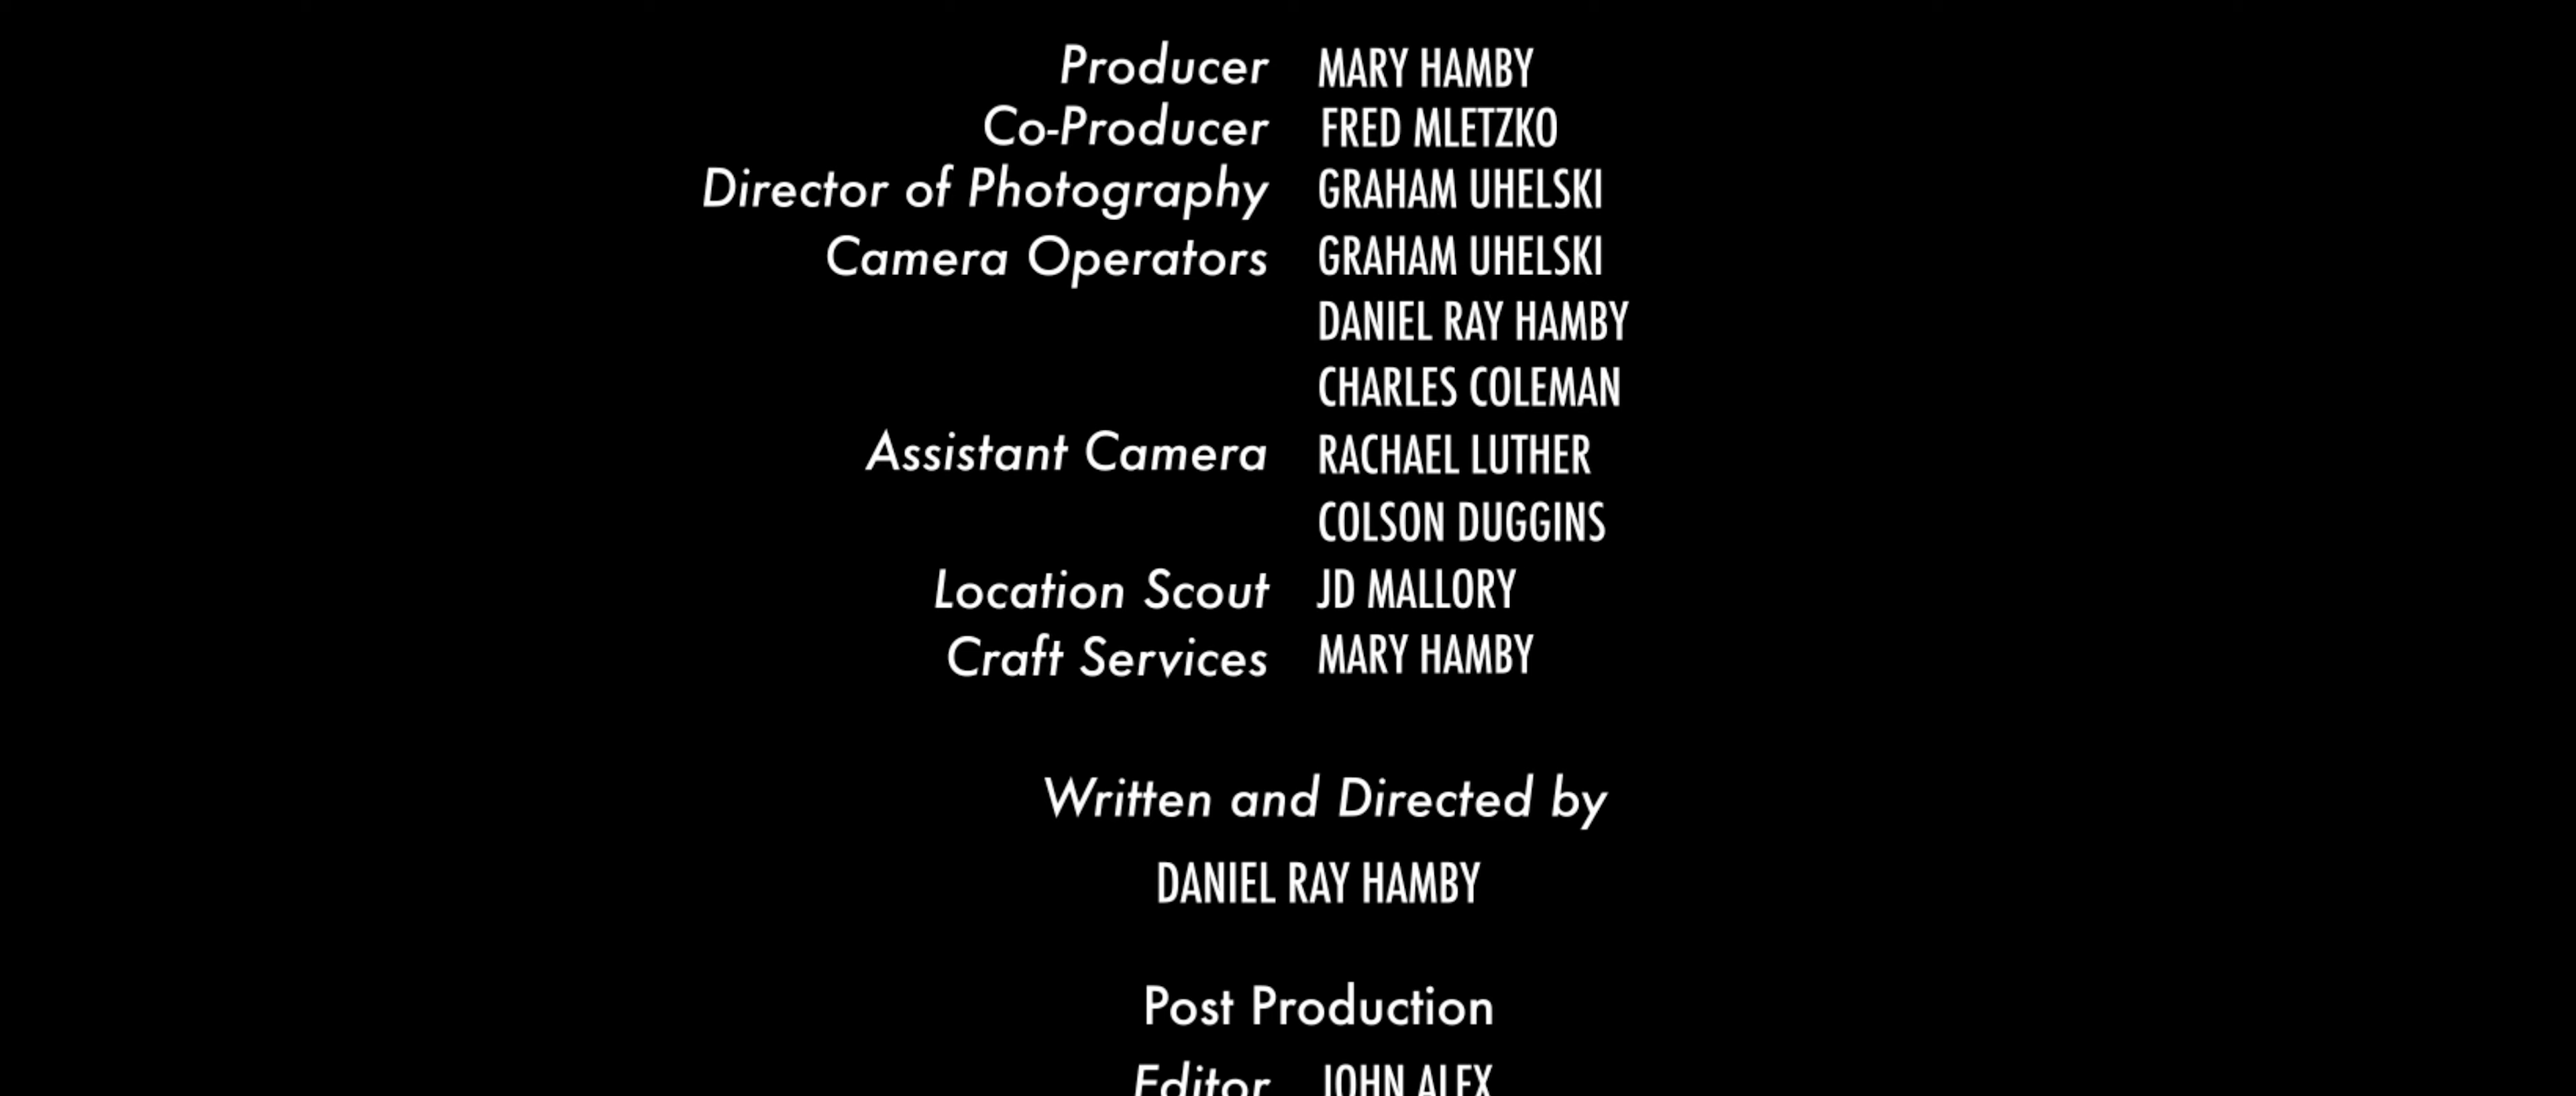 Producer MARY HAMBY
Co-Producer FRED MLETZKO
Director of Photography GRAHAM UHELSKI
Camera Operators GRAHAM UHELSKI
DANIEL RAY HAMBY
CHARLES COLEMAN
Assistant Camera RACHAEL LUTHER
COLSON DUGGINS
Location Scout JD MALLORY
Craft Services MARY HAMBY
Written and Directed by
DANIEL RAY HAMBY
Post Production
Editor JOHN ALEX